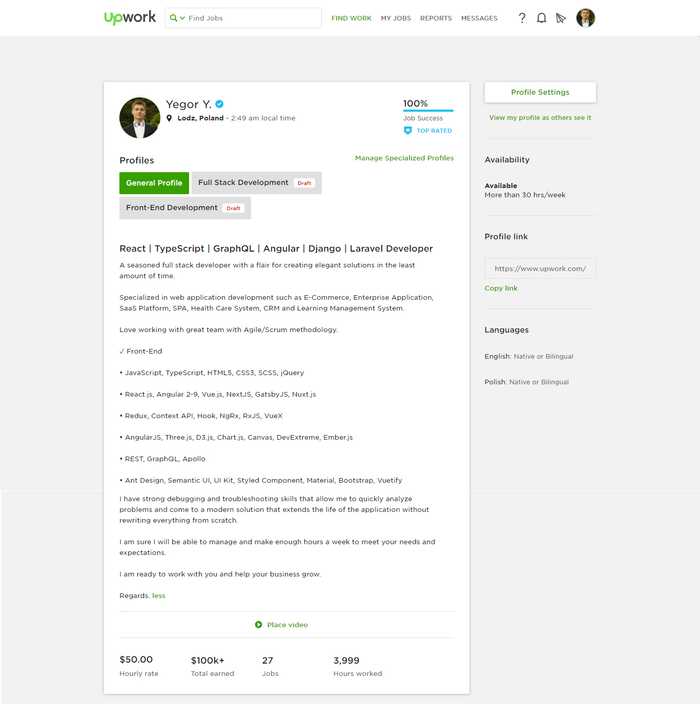 Upwork
Find Jobs
FIND WORK
MY JOBS
REPORTS
MESSAGES
?
Yegor Y.
Lodz, Poland - 2:49 am local time
100%
Job Success
TOP RATED
Profiles
Manage Specialized Profiles
General Profile
Full Stack Development Draft
Front-End Development Draft
React | TypeScript | GraphQL | Angular | Django | Laravel Developer
A seasoned full stack developer with a flair for creating elegant solutions in the least
amount of time.
Specialized in web application development such as E-Commerce, Enterprise Application,
SaaS Platform, SPA, Health Care System, CRM and Learning Management System.
Love working with great team with Agile/Scrum methodology.
✓ Front-End
• JavaScript, TypeScript, HTML5, CSS3, SCSS, jQuery
• React.js, Angular 2-9, Vue.js, NextJS, GatsbyJS, Nuxt.js
• Redux, Context API, Hook, NgRx, RxJS, VueX
• AngularJS, Three.js, D3.js, Chart.js, Canvas, DevExtreme, Ember.js
• REST, GraphQL, Apollo
• Ant Design, Semantic UI, UI Kit, Styled Component, Material, Bootstrap, Vuetify
I have strong debugging and troubleshooting skills that allow me to quickly analyze
problems and come to a modern solution that extends the life of the application without
rewriting everything from scratch.
I am sure I will be able to manage and make enough hours a week to meet your needs and
expectations.
I am ready to work with you and help your business grow.
Regards. less
Place video
$50.00
Hourly rate
$100k+
Total earned
27
Jobs
3,999
Hours worked
Profile Settings
View my profile as others see it
Availability
Available
More than 30 hrs/week
Profile link
https://www.upwork.com/
Copy link
Languages
English: Native or Bilingual
Polish: Native or Bilingual